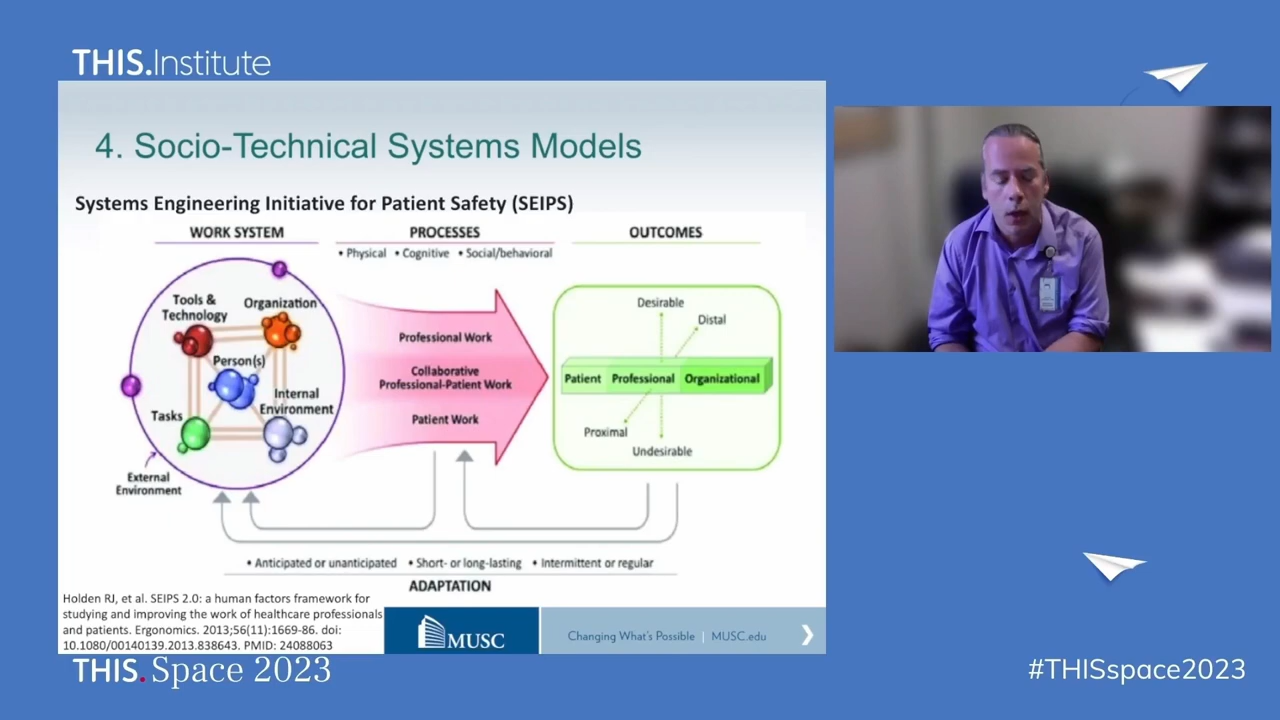 THIS.Institute
4. Socio-Technical Systems Models
Systems Engineering Initiative for Patient Safety (SEIPS)
WORK SYSTEM
PROCESSES
OUTCOMES
• Physical • Cognitive • Social/behavioral
Tools &
Technology
Organization
Person(s)
Tasks
Internal
Environment
External
Environment
Professional Work
Collaborative
Professional-Patient Work
Patient Work
Desirable
Distal
Patient Professional Organizational
Proximal
Undesirable
• Anticipated or unanticipated • Short- or long-lasting • Intermittent or regular
ADAPTATION
Holden RJ, et al. SEIPS 2.0: a human factors framework for
studying and improving the work of healthcare professionals
and patients. Ergonomics. 2013;56(11):1669-86. doi:
10.1080/00140139.2013.838643. PMID: 24088063
MUSC
Changing What's Possible | MUSC.edu
THIS. Space 2023
#THISspace2023